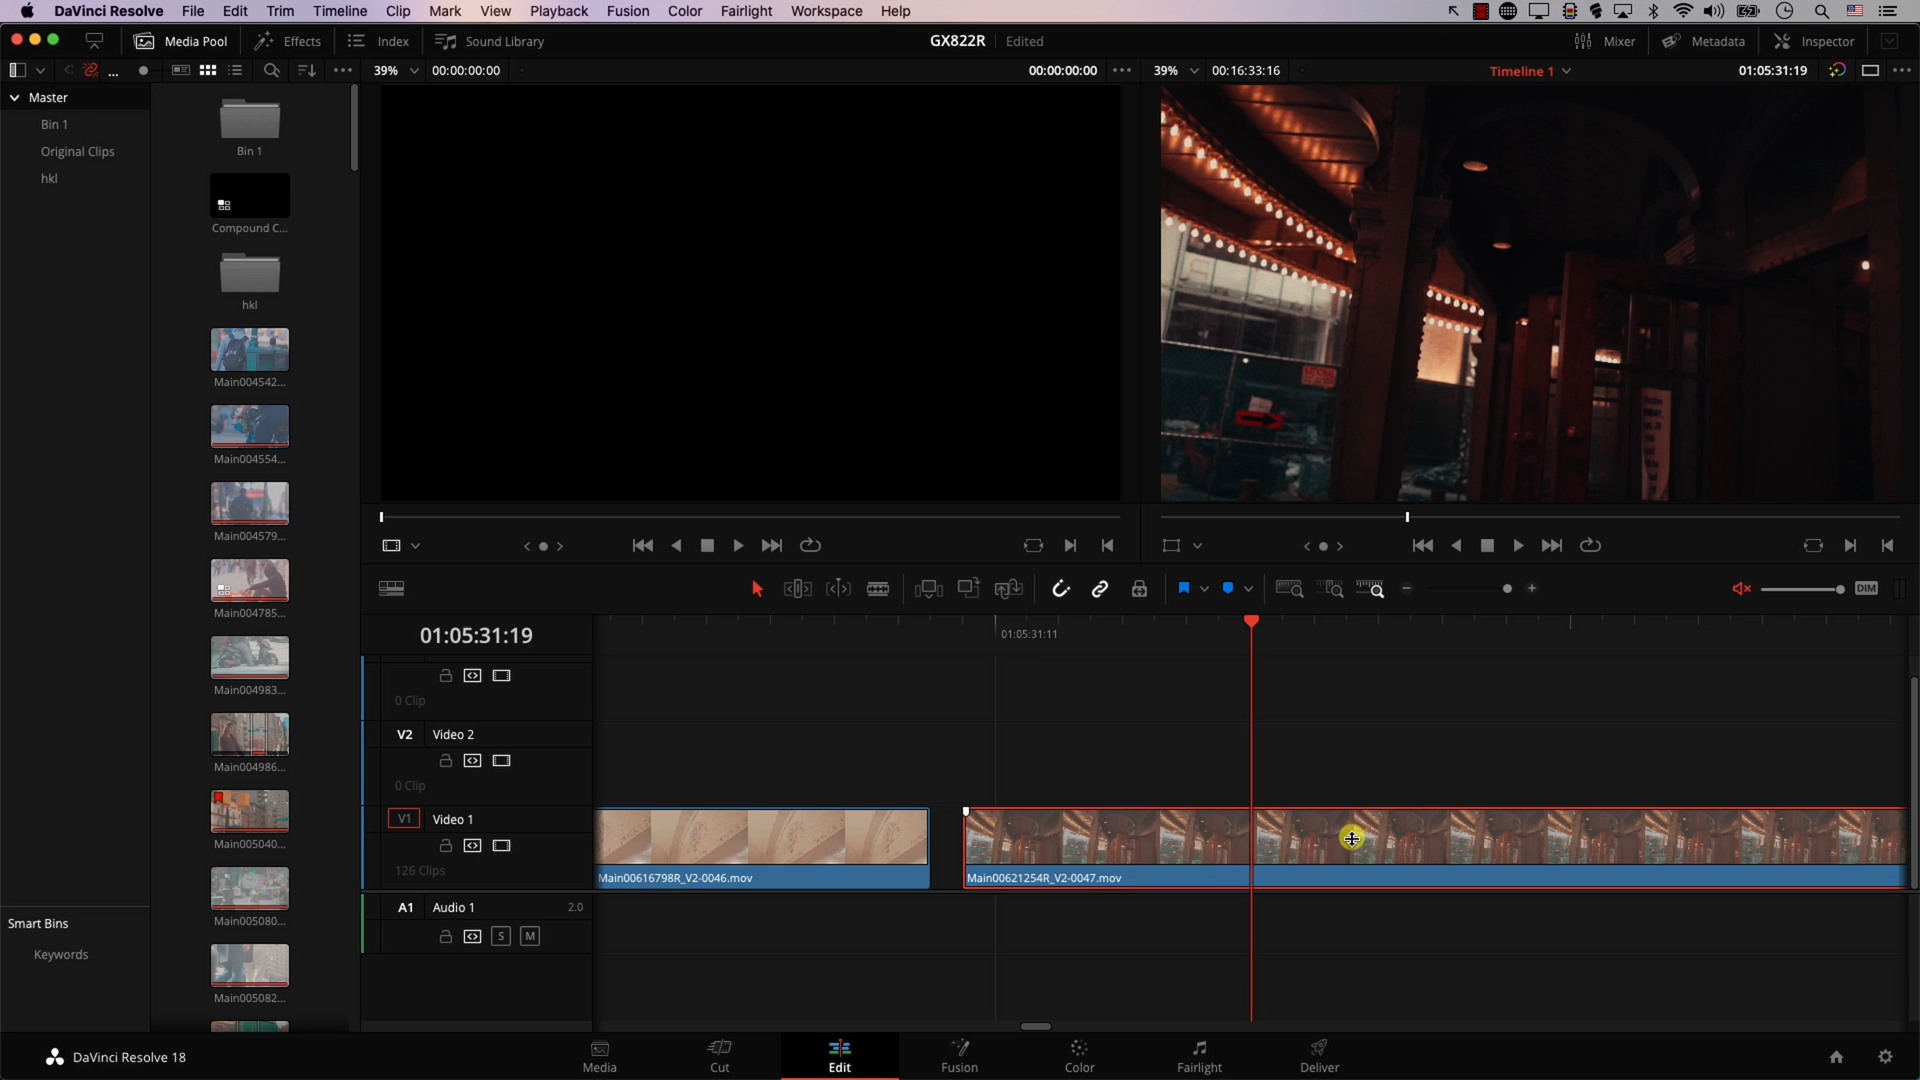 DaVinci Resolve File Edit Trim Timeline Clip Mark View Playback Fusion Color Fairlight Workspace Help
Media Pool Effects Index Sound Library GX822R Edited Mixer Metadata Inspector
... 39% 00:00:00:00 00:00:00:00 39% 00:16:33:16 Timeline 1 01:05:31:19
Master
Bin 1
Original Clips
hkl
Bin 1
Compound C...
hkl
Main004542...
Main004554...
Main004579...
Main004785...
Main004983...
Main004986...
Main005040...
Main005080...
Main005082...
Smart Bins
Keywords
DIM
01:05:31:19
01:05:31:11
0 Clip
V2 Video 2
0 Clip
V1 Video 1
126 Clips
Main00616798R_V2-0046.mov
Main00621254R_V2-0047.mov
A1 Audio 1 2.0
S M
DaVinci Resolve 18
Media Cut Edit Fusion Color Fairlight Deliver